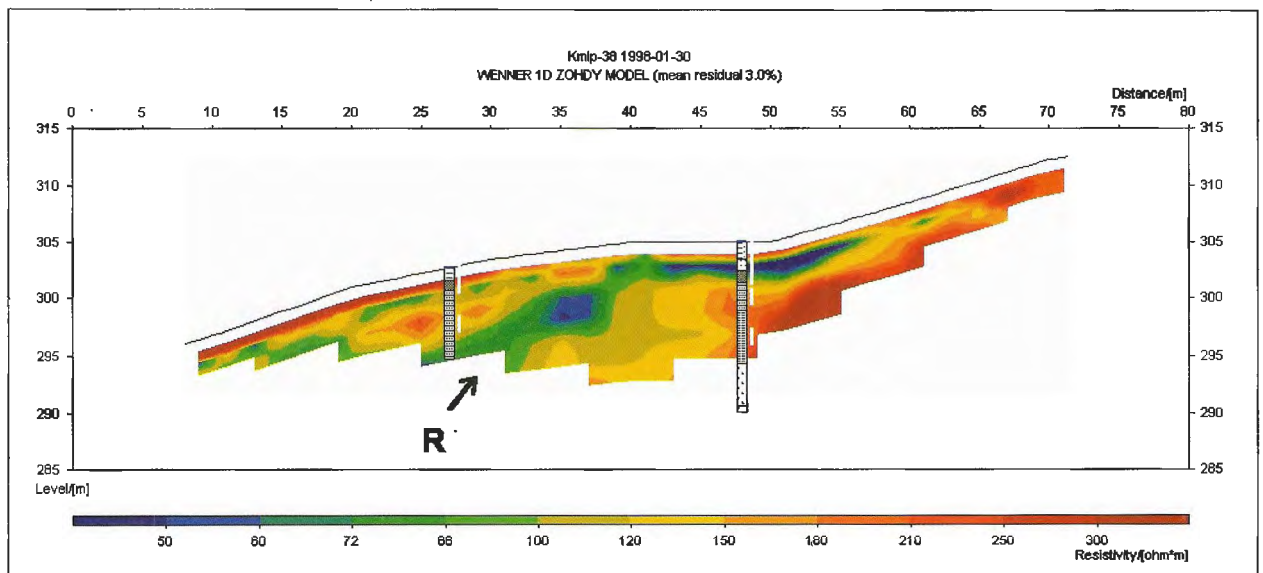 Kmlp-38 1998-01-30
WENNER 1D ZOHDY MODEL (mean residual 3.0%)
Distance/[m]
0 5 10 15 20 25 30 35 40 45 50 55 60 65 70 75 80
315 315
310 310
305 305
300 300
295 295
290 290
R
285 285
Level/[m]
50 60 72 86 100 120 150 180 210 250 300
Resistivity/[ohm*m]